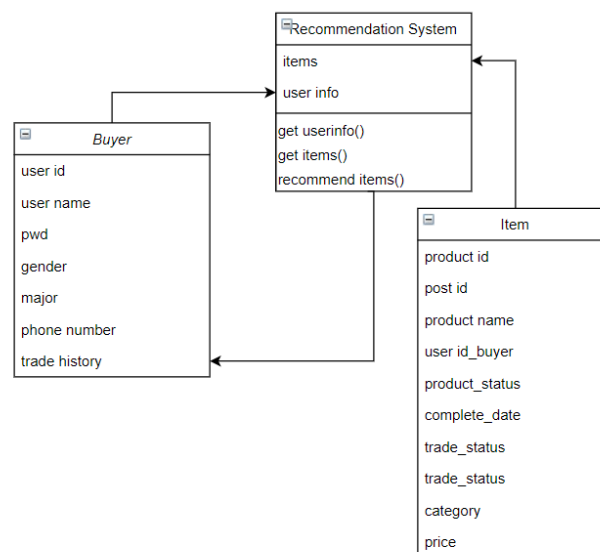 Recommendation System
items
user info
get userinfo()
get items()
recommend items()
Buyer
user id
user name
pwd
gender
major
phone number
trade history
Item
product id
post id
product name
user id_buyer
product_status
complete_date
trade_status
trade_status
category
price